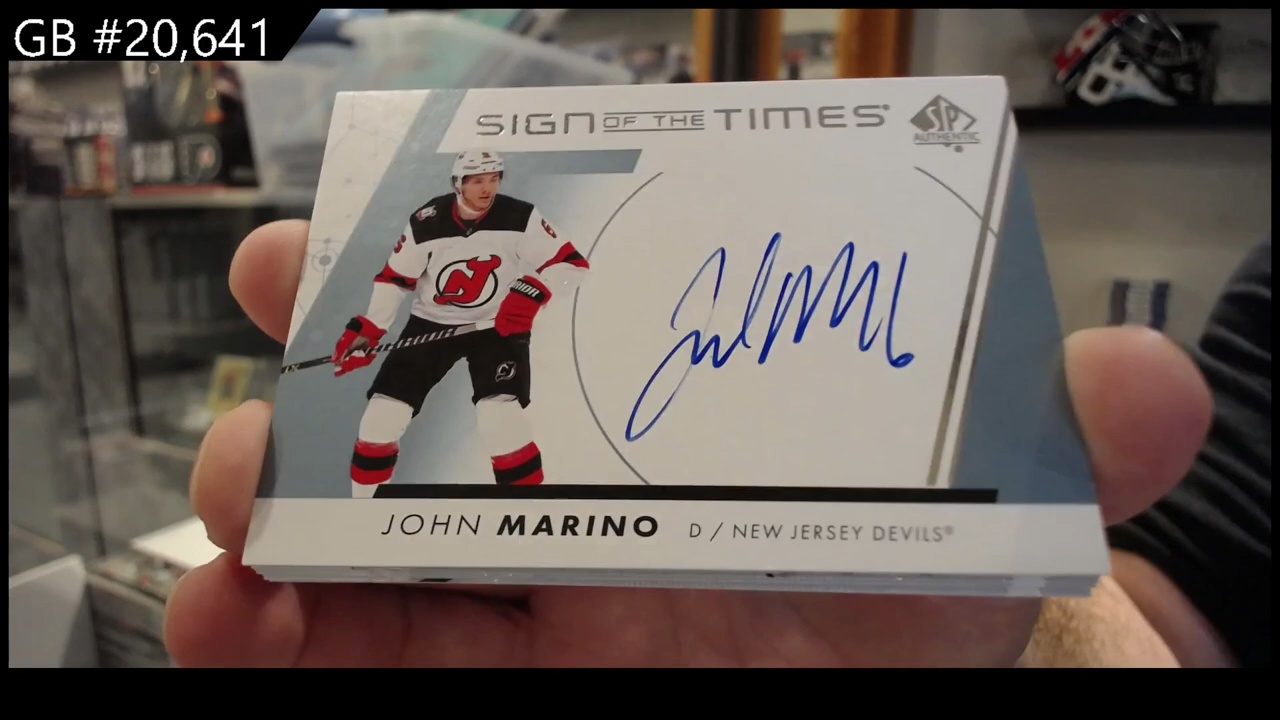 GB #20,641
SIGN OF THE TIMES®
SP
AUTHENTIC
JOHN MARINO D / NEW JERSEY DEVILS®